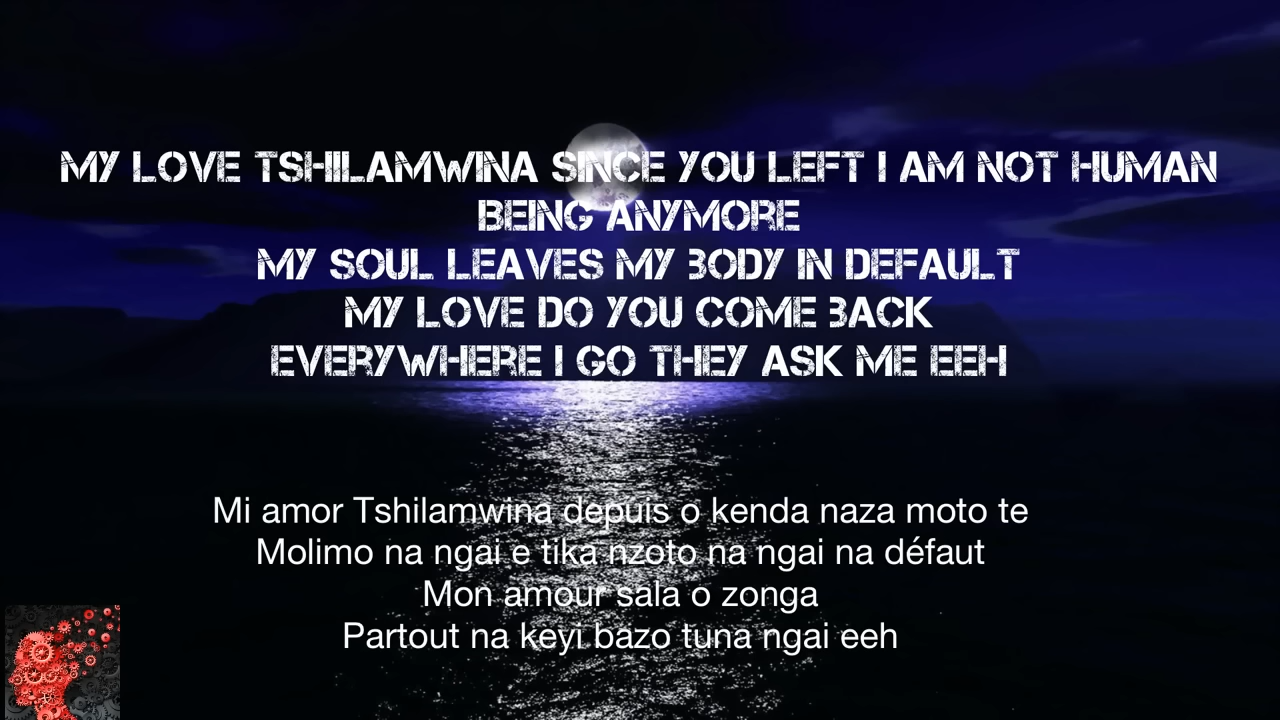 MY LOVE TSHILAMWINA SINCE YOU LEFT I AM NOT HUMAN
BEING ANYMORE
MY SOUL LEAVES MY BODY IN DEFAULT
MY LOVE DO YOU COME BACK
EVERYWHERE I GO THEY ASK ME EEH
Mi amor Tshilamwina depuis o kenda naza moto te
Molimo na ngai e tika nzoto na ngai na défaut
Mon amour sala o zonga
Partout na keyi bazo tuna ngai eeh